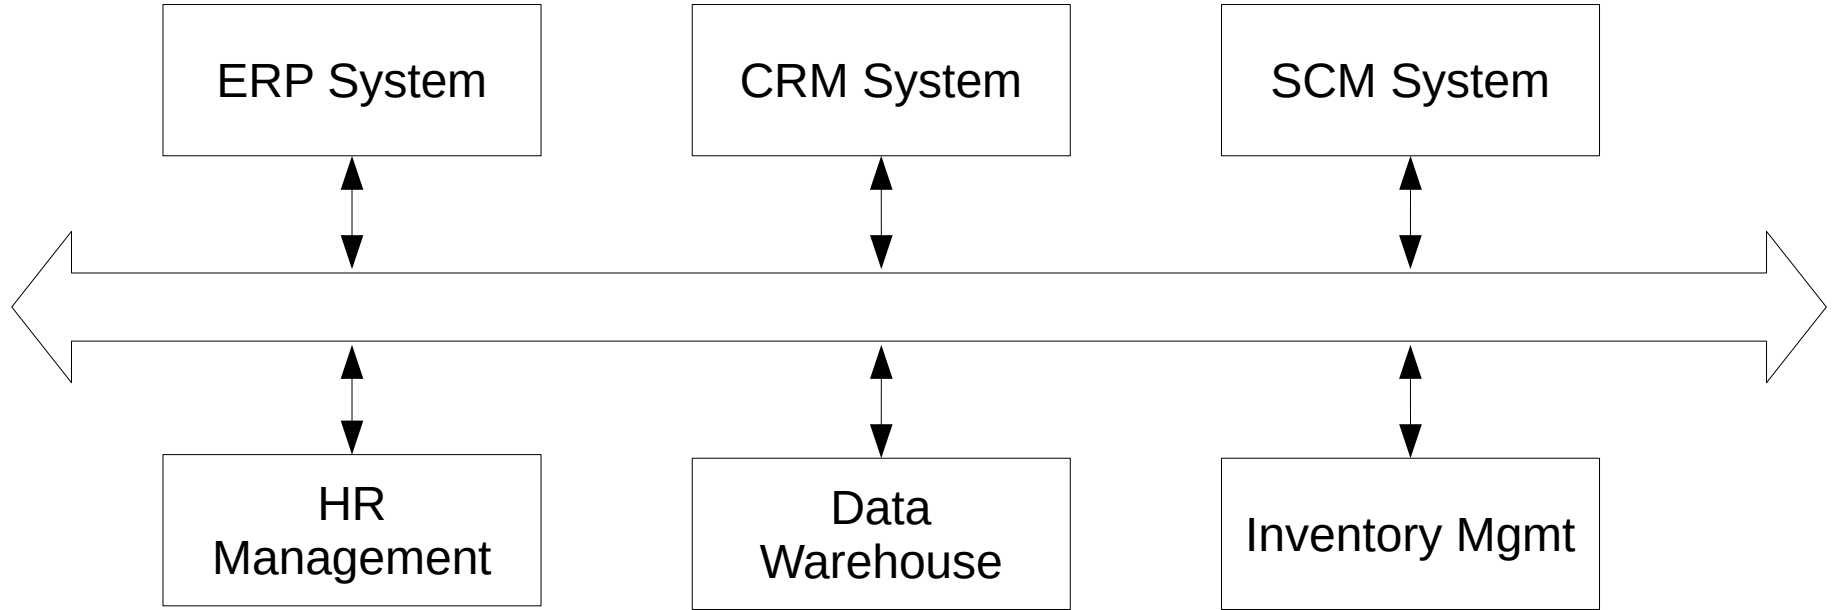 ERP System
CRM System
SCM System
HR
Management
Data
Warehouse
Inventory Mgmt